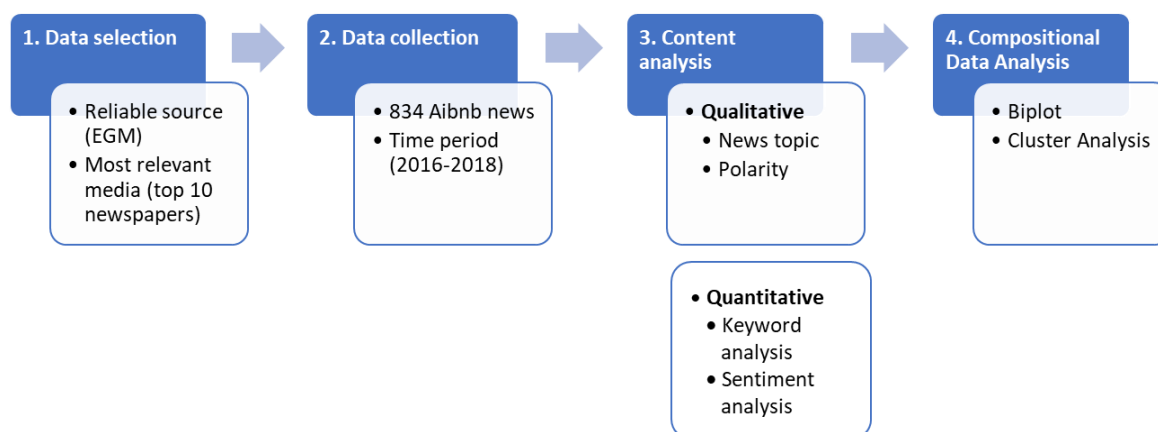 1. Data selection
• Reliable source
(EGM)
• Most relevant
media (top 10
newspapers)
2. Data collection
• 834 Aibnb news
• Time period
(2016-2018)
3. Content
analysis
• Qualitative
• News topic
• Polarity
• Quantitative
• Keyword
analysis
• Sentiment
analysis
4. Compositional
Data Analysis
• Biplot
• Cluster Analysis